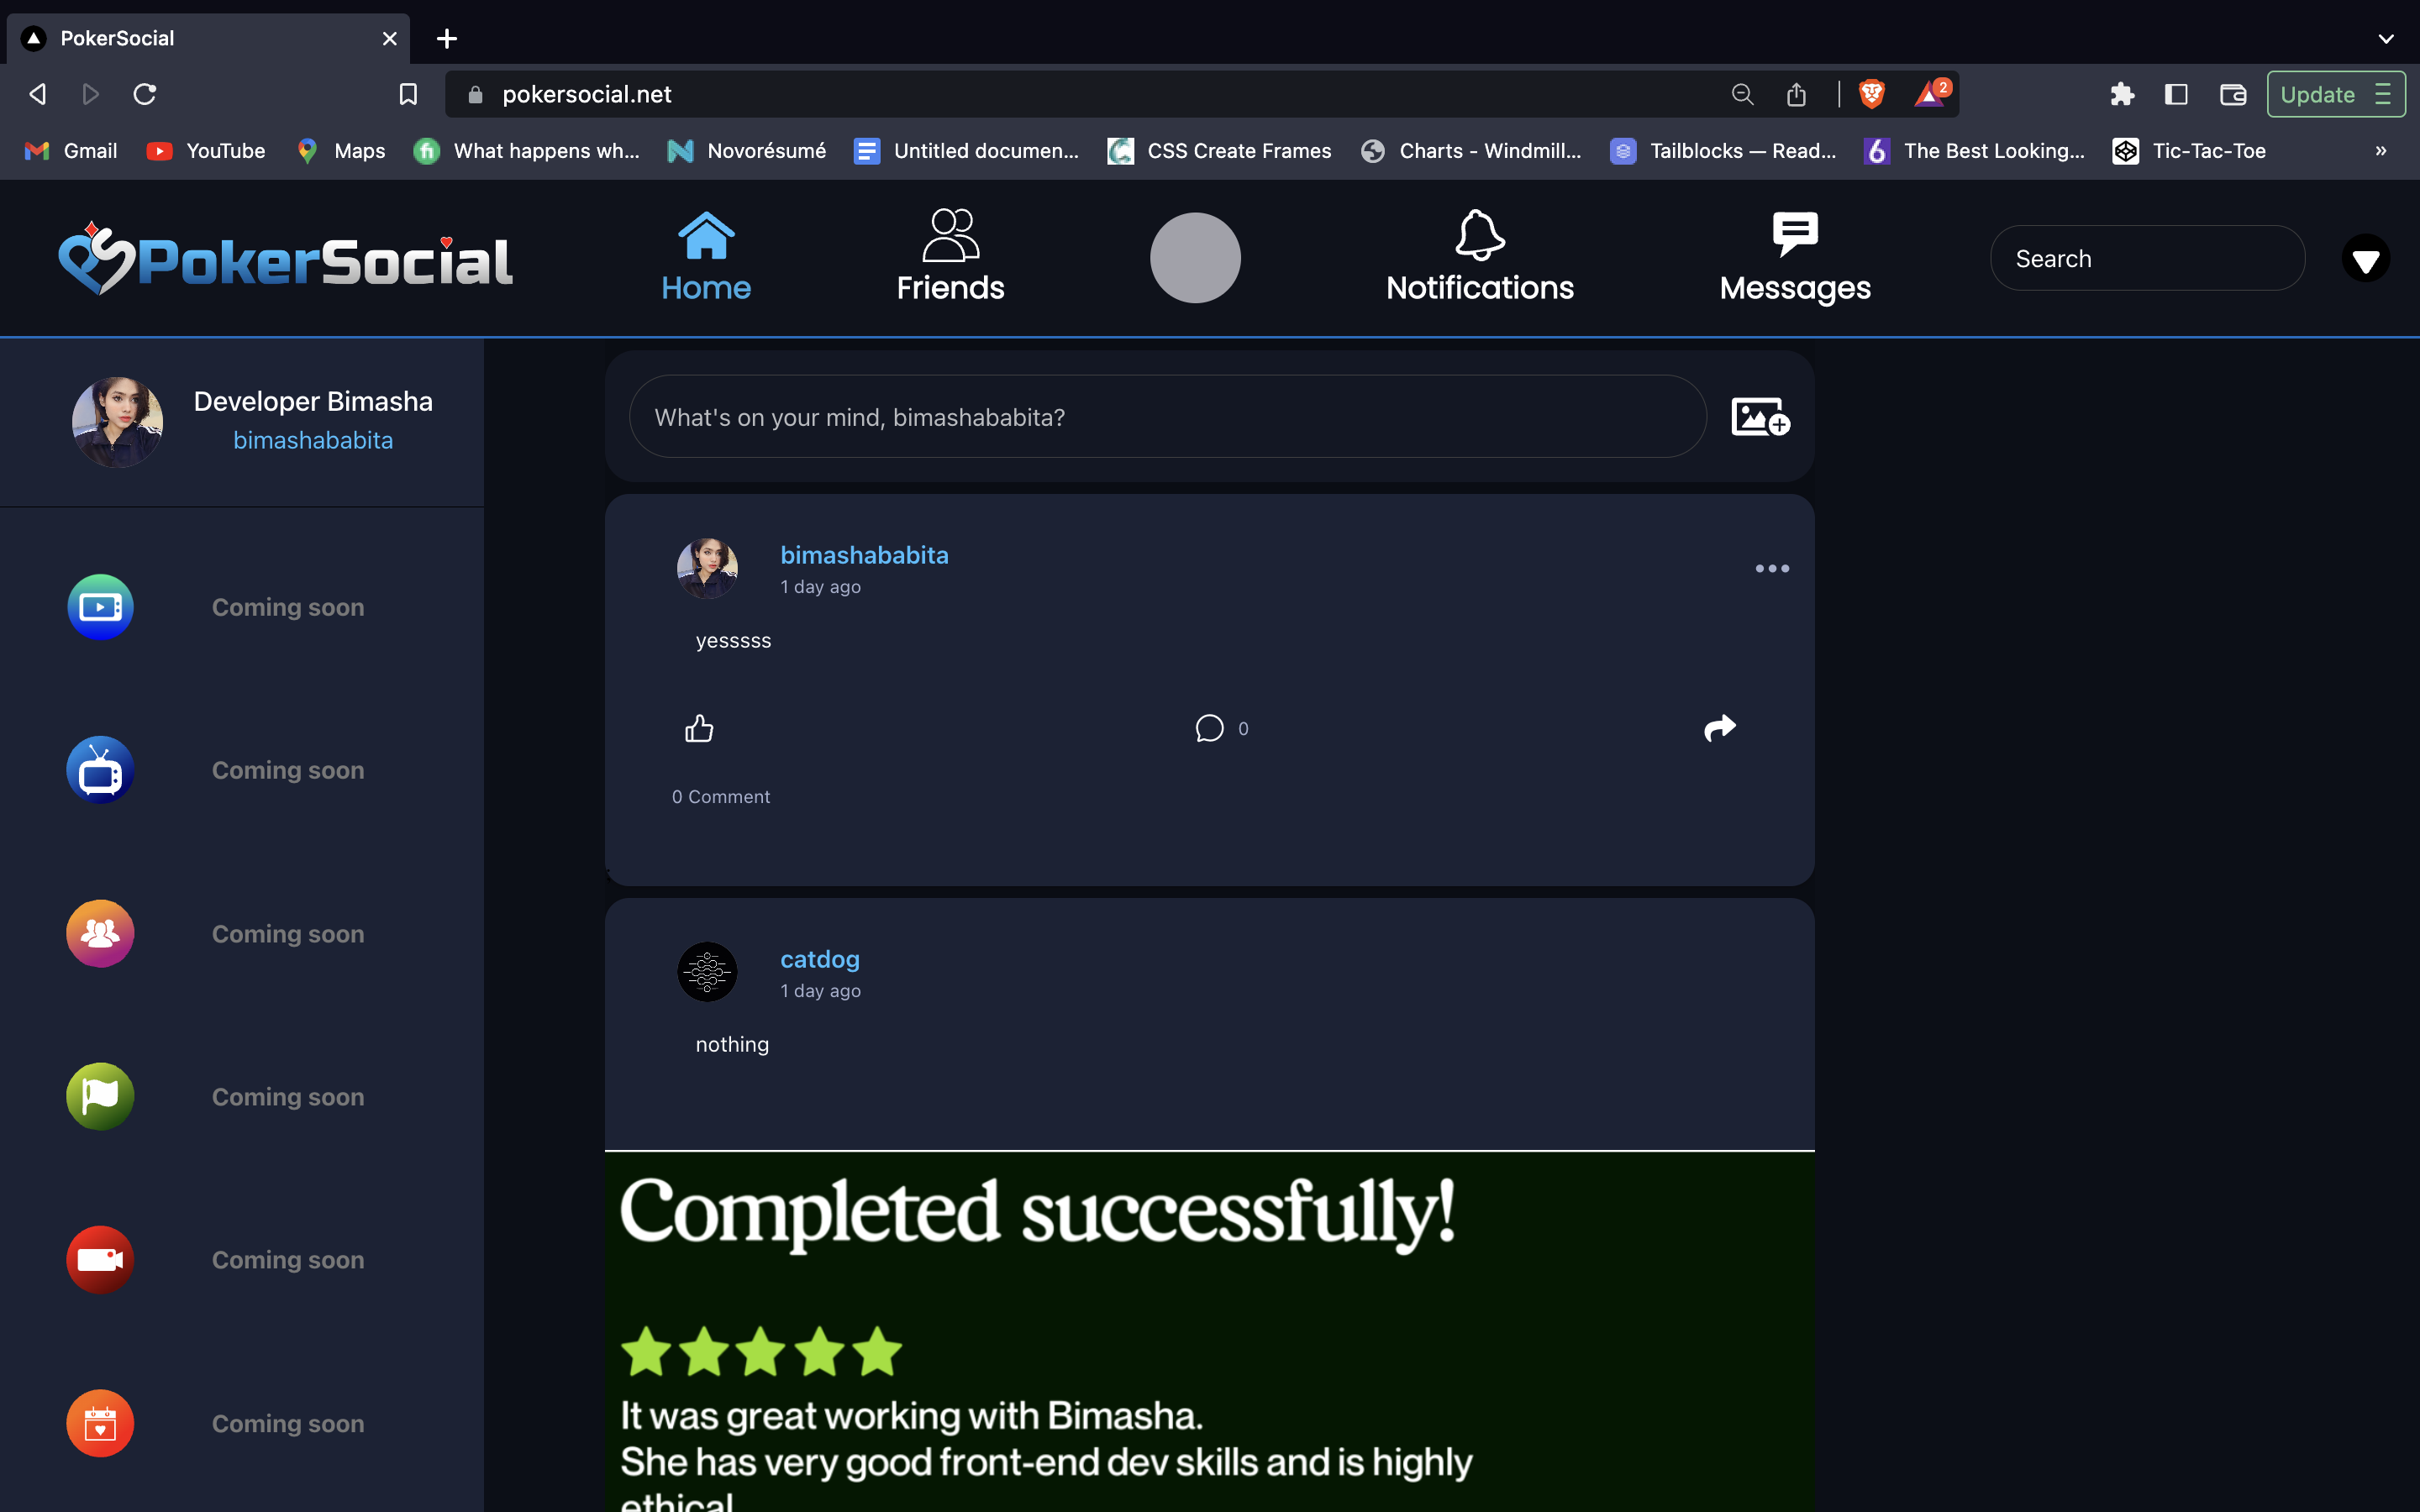 PokerSocial
pokersocial.net
2
Update
Gmail
YouTube
Maps
What happens wh...
Novorésumé
Untitled documen...
CSS Create Frames
Charts - Windmill...
Tailblocks — Read...
The Best Looking...
Tic-Tac-Toe
»
PokerSocial
Home
Friends
Notifications
Messages
Search
Developer Bimasha
bimashababita
Coming soon
Coming soon
Coming soon
Coming soon
Coming soon
Coming soon
What's on your mind, bimashababita?
bimashababita
1 day ago
yesssss
0
0 Comment
catdog
1 day ago
nothing
Completed successfully!
It was great working with Bimasha.
She has very good front-end dev skills and is highly
ethical